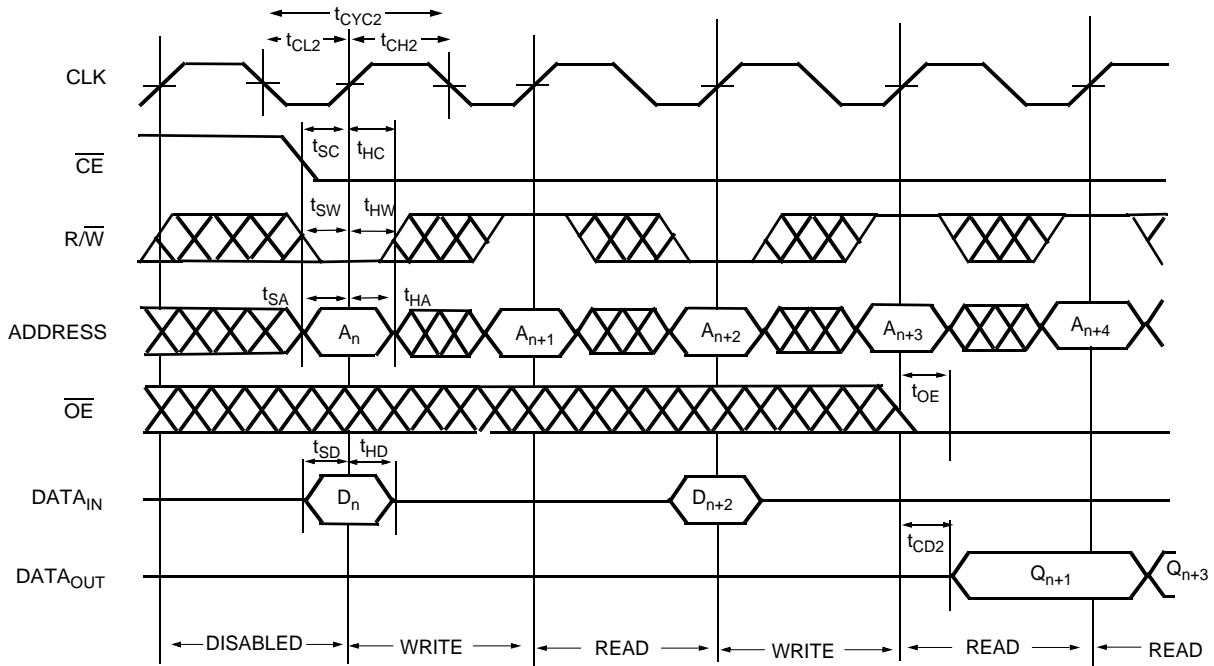 tCYC2
tCL2 tCH2
CLK
tSC tHC
CE
tSW tHW
R/W
tSA tHA
ADDRESS An An+1 An+2 An+3 An+4
OE tOE
tSD tHD
DATAIN Dn Dn+2
tCD2
DATAOUT Qn+1 Qn+3
DISABLED WRITE READ WRITE READ READ